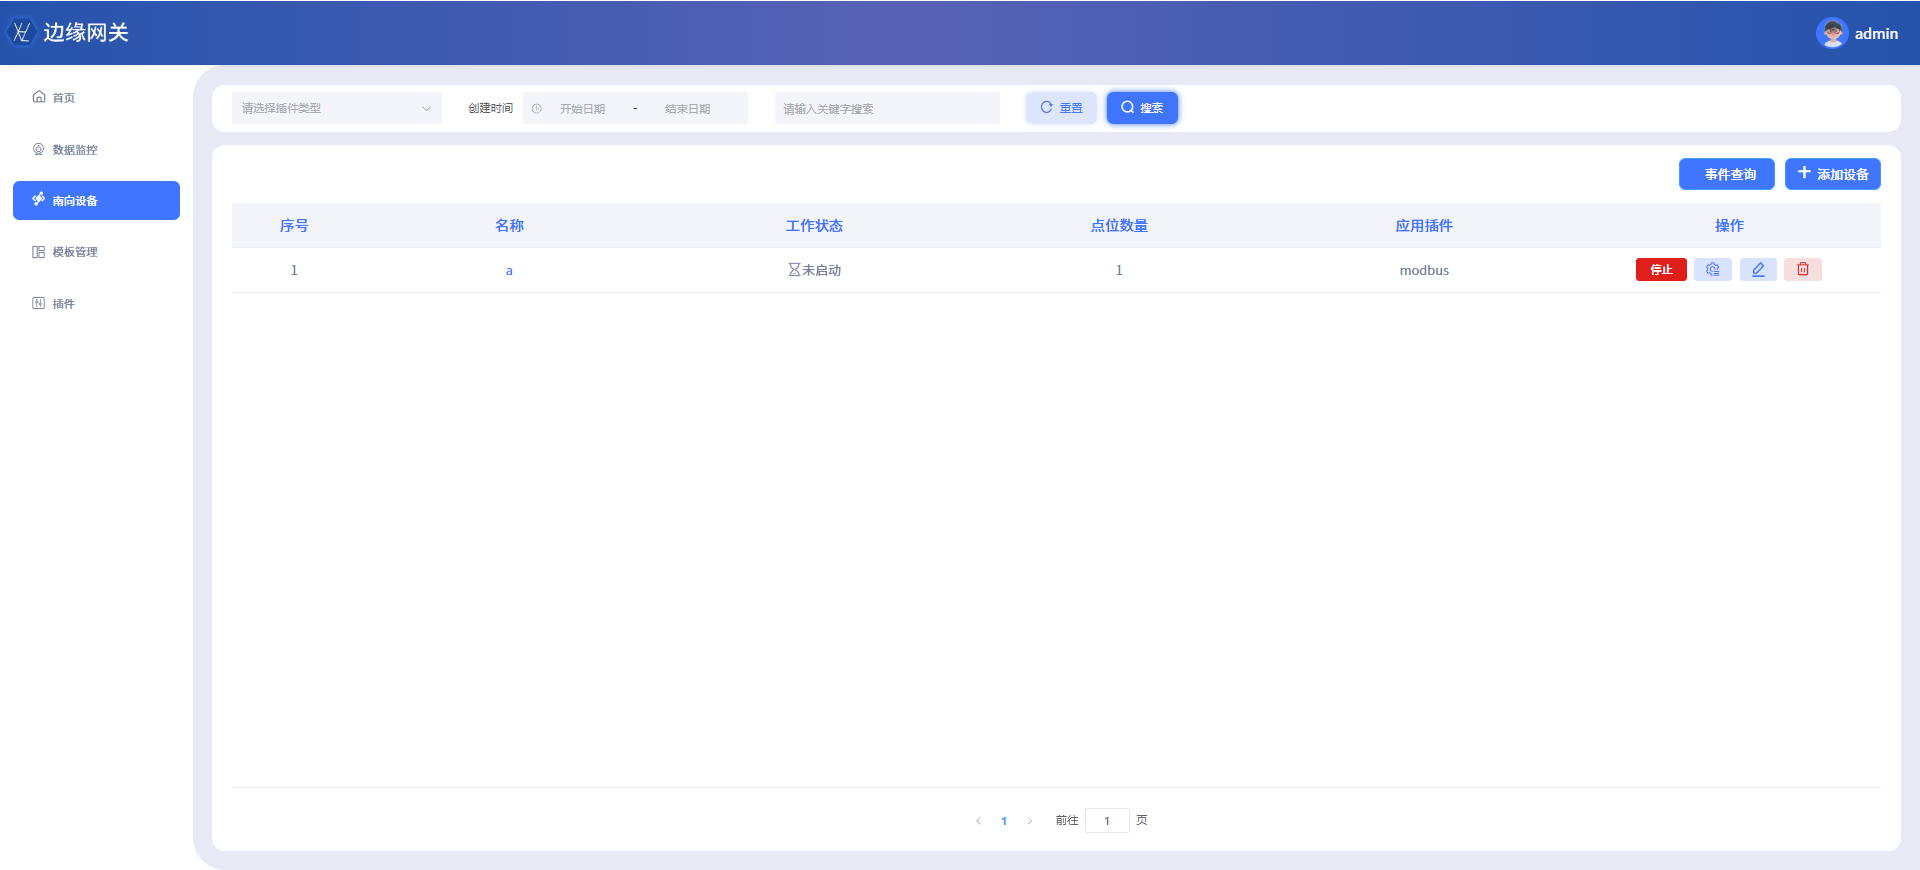 边缘网关
admin
首页
数据监控
南向设备
模板管理
插件
请选择插件类型
创建时间
开始日期 - 结束日期
请输入关键字搜索
重置
搜索
事件查询
添加设备
序号 名称 工作状态 点位数量 应用插件 操作
1 a 未启动 1 modbus 停止
1 前往 1 页